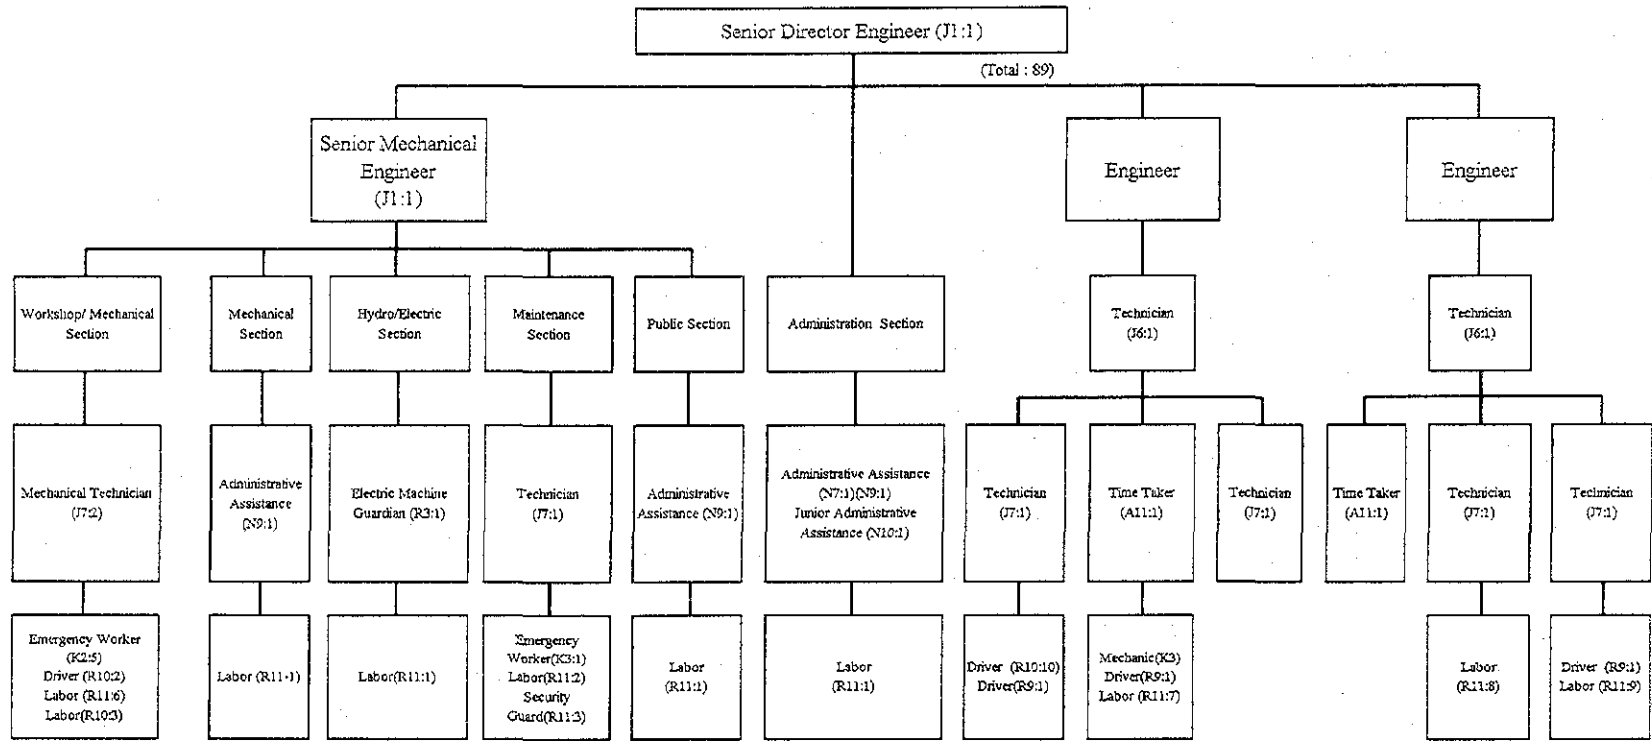 Senior Director Engineer (J1:1)
(Total : 89)
Senior Mechanical
Engineer
(J1:1)
Engineer
Engineer
Workshop/ Mechanical
Section
Mechanical
Section
Hydro/Electric
Section
Maintenance
Section
Public Section
Administration Section
Technician
(J6:1)
Technician
(J6:1)
Mechanical Technician
(J7:2)
Administrative
Assistance
(N9:1)
Electric Machine
Guardian (R3:1)
Technician
(J7:1)
Administrative
Assistance (N9:1)
Administrative Assistance
(N7:1)(N9:1)
Junior Administrative
Assistance (N10:1)
Technician
(J7:1)
Time Taker
(A11:1)
Technician
(J7:1)
Time Taker
(A11:1)
Technician
(J7:1)
Technician
(J7:1)
Emergency Worker
(K2:5)
Driver (R10:2)
Labor (R11:6)
Labor(R10:3)
Labor (R11-1)
Labor(R11:1)
Emergency
Worker(K3:1)
Labor(R11:2)
Security
Guard(R11:3)
Labor
(R11:1)
Labor
(R11:1)
Driver (R10:10)
Driver(R9:1)
Mechanic(K3)
Driver(R9:1)
Labor (R11:7)
Labor
(R11:8)
Driver (R9:1)
Labor (R11:9)